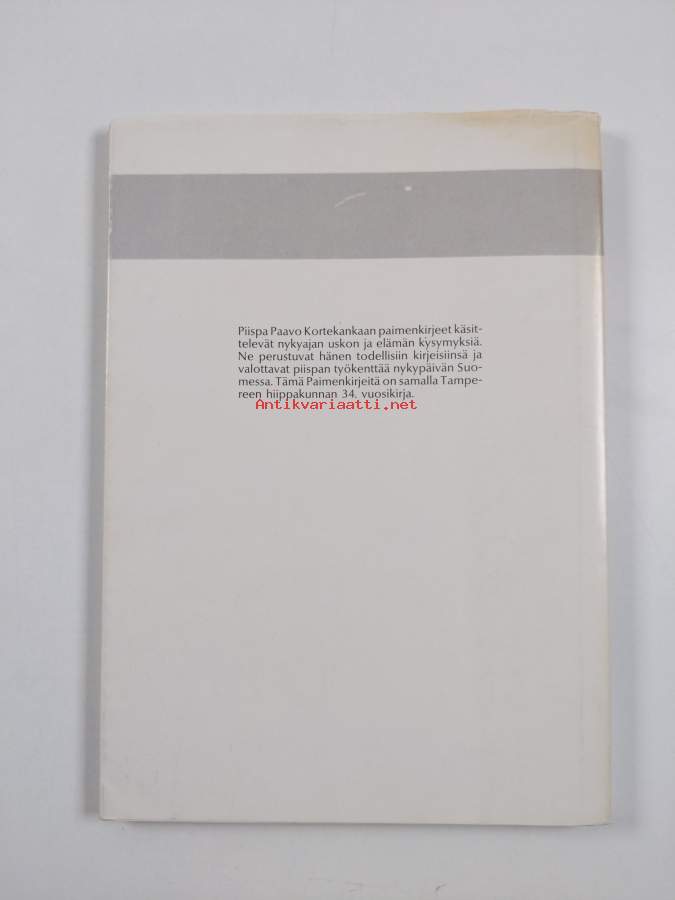 Piispa Paavo Kortekankaan paimenkirjeet käsit-
televät nykyajan uskon ja elämän kysymyksiä.
Ne perustuvat hänen todellisiin kirjeisiinsä ja
valottavat piispan työkenttää nykypäivän Suo-
messa. Tämä Paimenkirjeitä on samalla Tampe-
reen hiippakunnan 34. vuosikirja.
Antikvariaatti.net